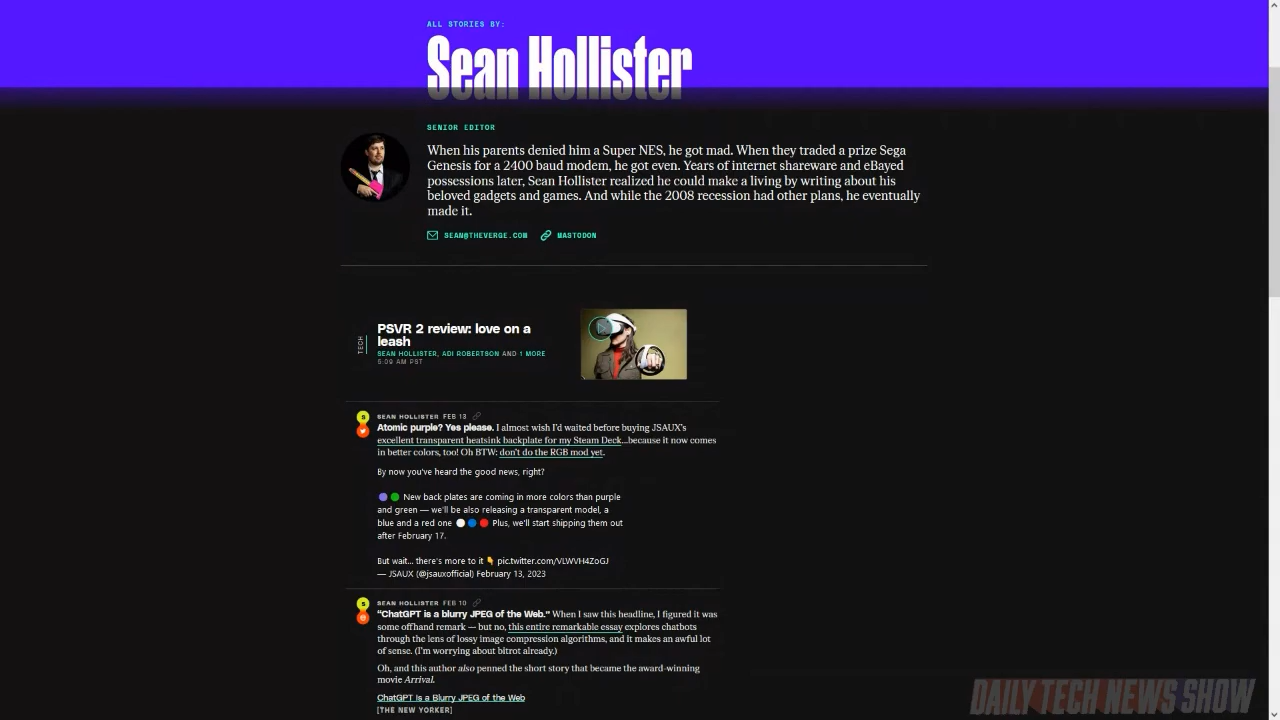 ALL STORIES BY:
Sean Hollister
SENIOR EDITOR
When his parents denied him a Super NES, he got mad. When they traded a prize Sega
Genesis for a 2400 baud modem, he got even. Years of internet shareware and eBayed
possessions later, Sean Hollister realized he could make a living by writing about his
beloved gadgets and games. And while the 2008 recession had other plans, he eventually
made it.
SEAN@THEVERGE.COM MASTODON
TECH
PSVR 2 review: love on a
leash
SEAN HOLLISTER, ADI ROBERTSON AND 1 MORE
5:09 AM PST
S
SEAN HOLLISTER FEB 13
Atomic purple? Yes please. I almost wish I'd waited before buying JSAUX's
excellent transparent heatsink backplate for my Steam Deck...because it now comes
in better colors, too! Oh BTW: don't do the RGB mod yet.
By now you've heard the good news, right?
🟣🟢 New back plates are coming in more colors than purple
and green — we'll be also releasing a transparent model, a
blue and a red one ⚪🔵🔴 Plus, we'll start shipping them out
after February 17.
But wait... there's more to it 👇 pic.twitter.com/VLWVH4ZoGJ
— JSAUX (@jsauxofficial) February 13, 2023
S
SEAN HOLLISTER FEB 10
"ChatGPT is a blurry JPEG of the Web." When I saw this headline, I figured it was
some offhand remark — but no, this entire remarkable essay explores chatbots
through the lens of lossy image compression algorithms, and it makes an awful lot
of sense. (I'm worrying about bitrot already.)
Oh, and this author also penned the short story that became the award-winning
movie Arrival.
ChatGPT Is a Blurry JPEG of the Web
[THE NEW YORKER]
DAILY TECH NEWS SHOW